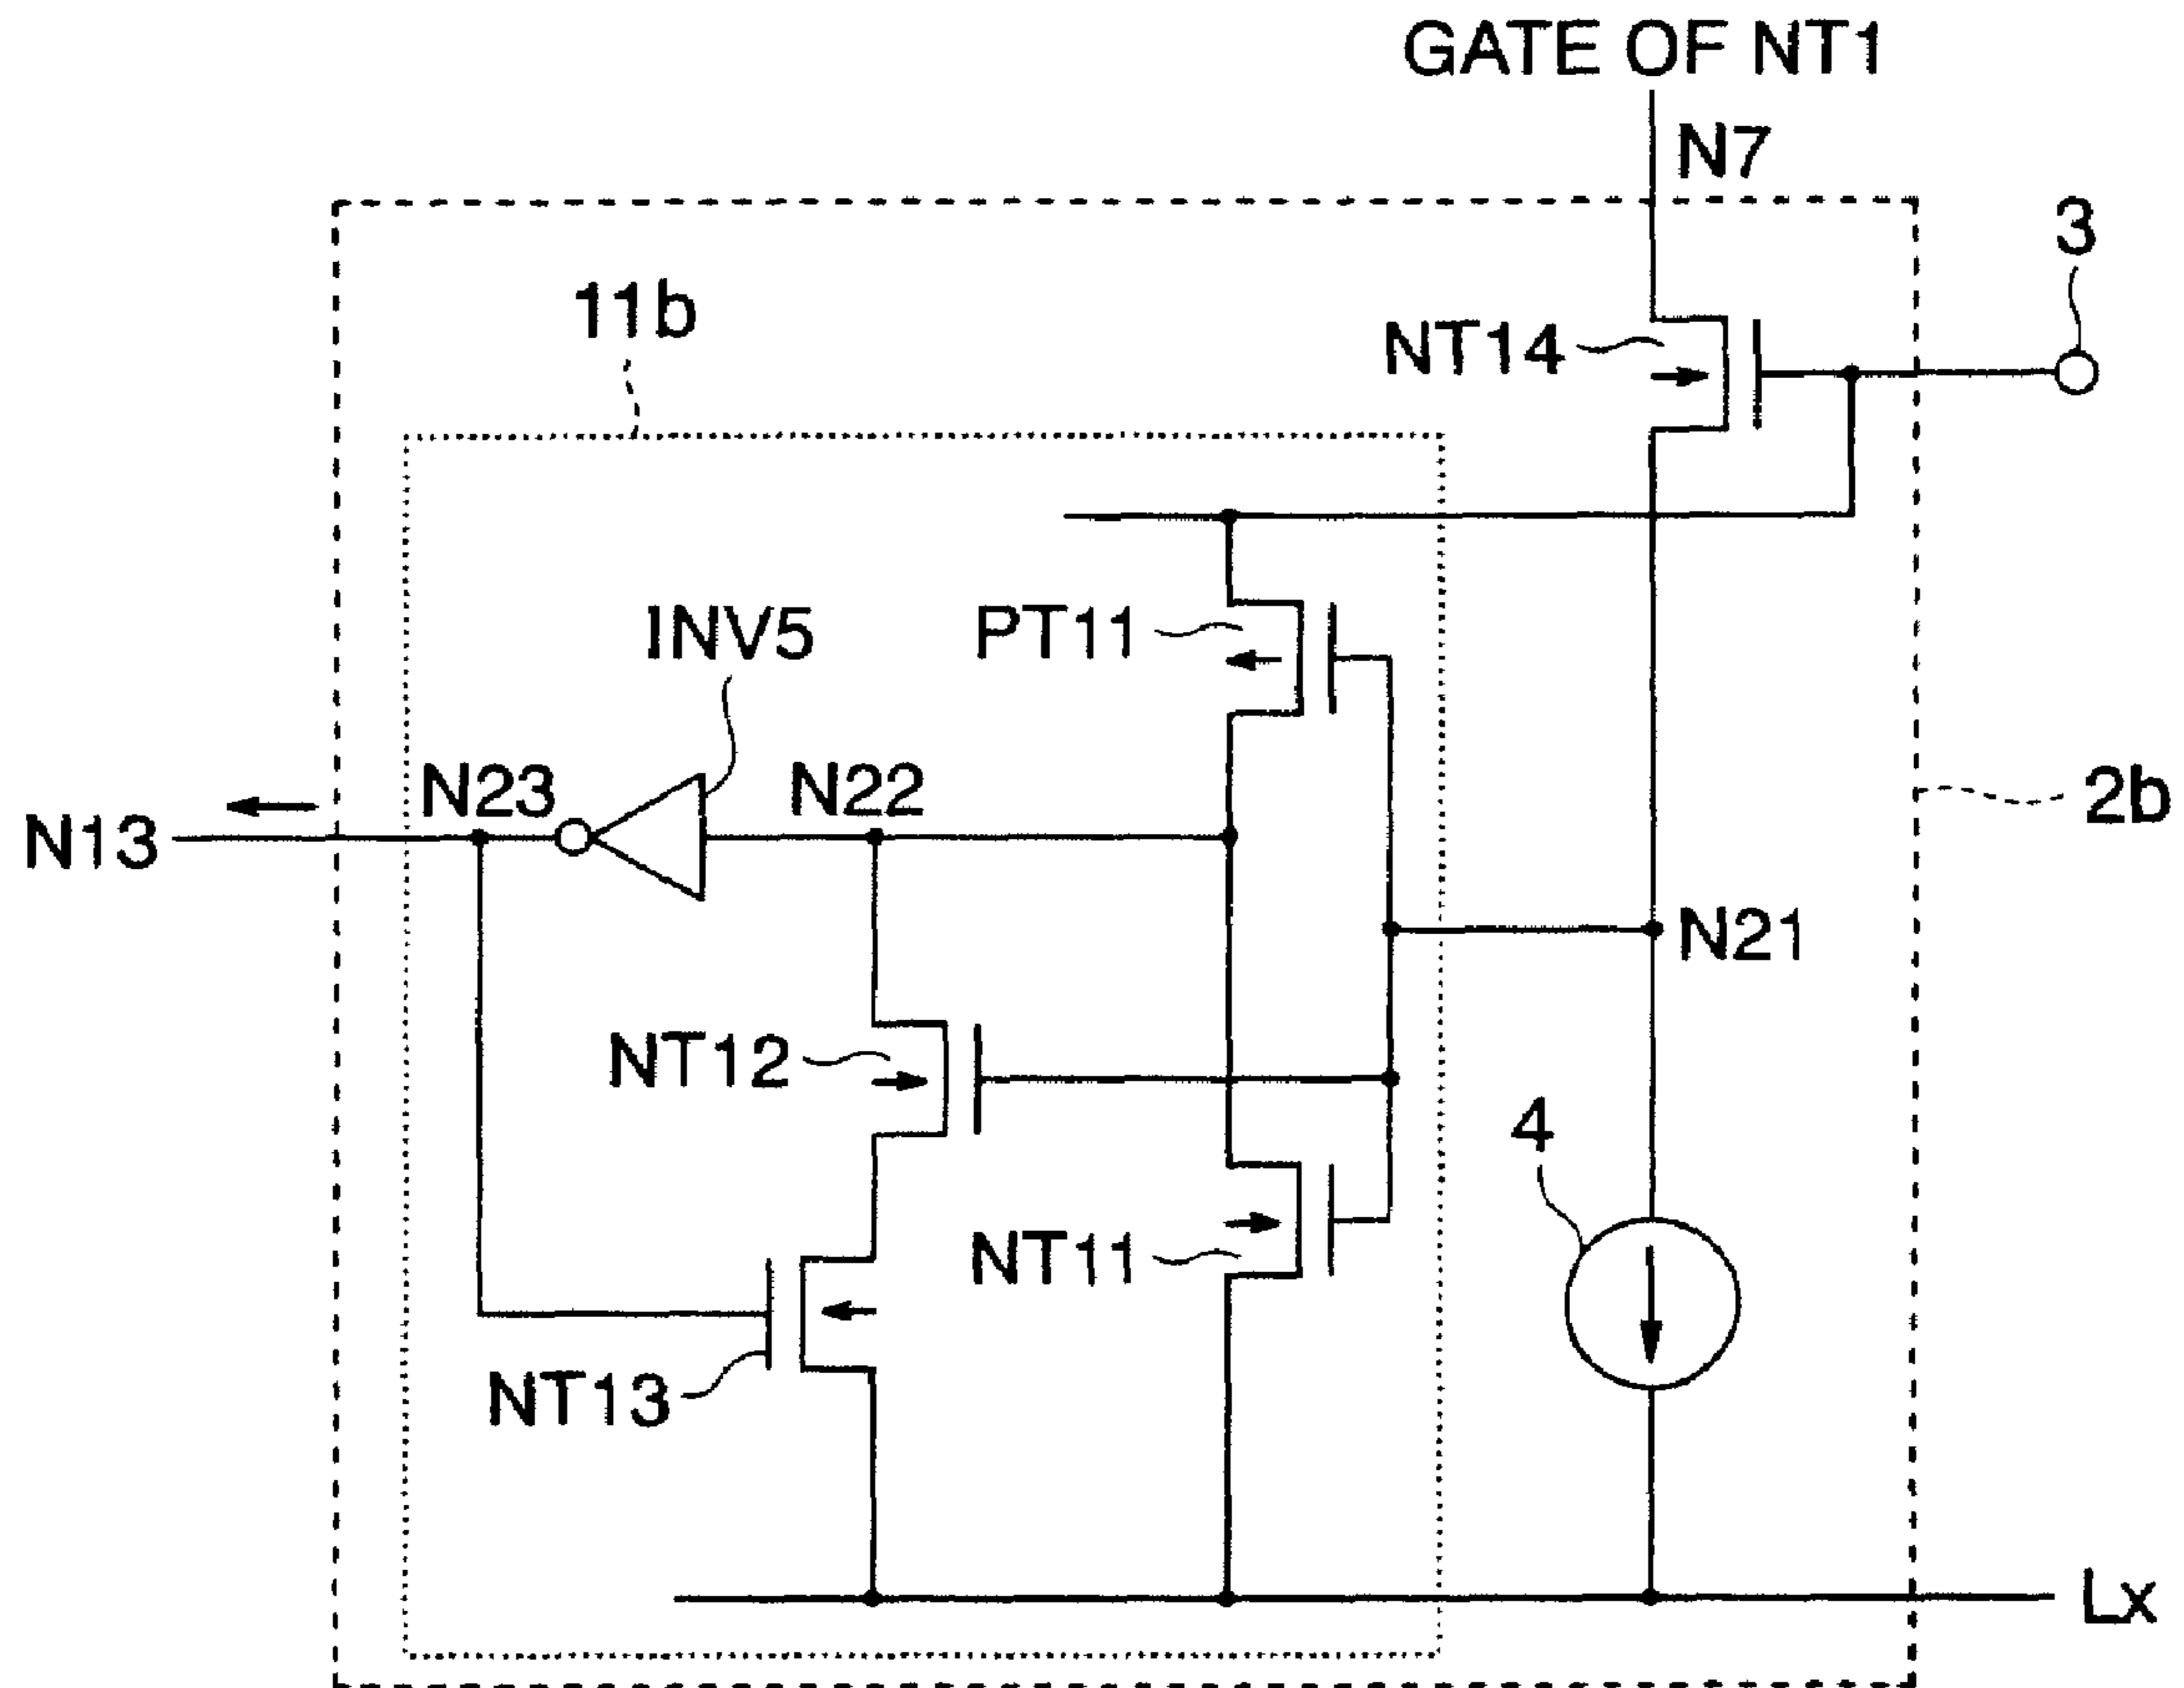 GATE OF NT1
N7
3
11b
NT14
INV5
PT11
N23
N22
2b
N13
N21
NT12
4
NT11
NT13
Lx